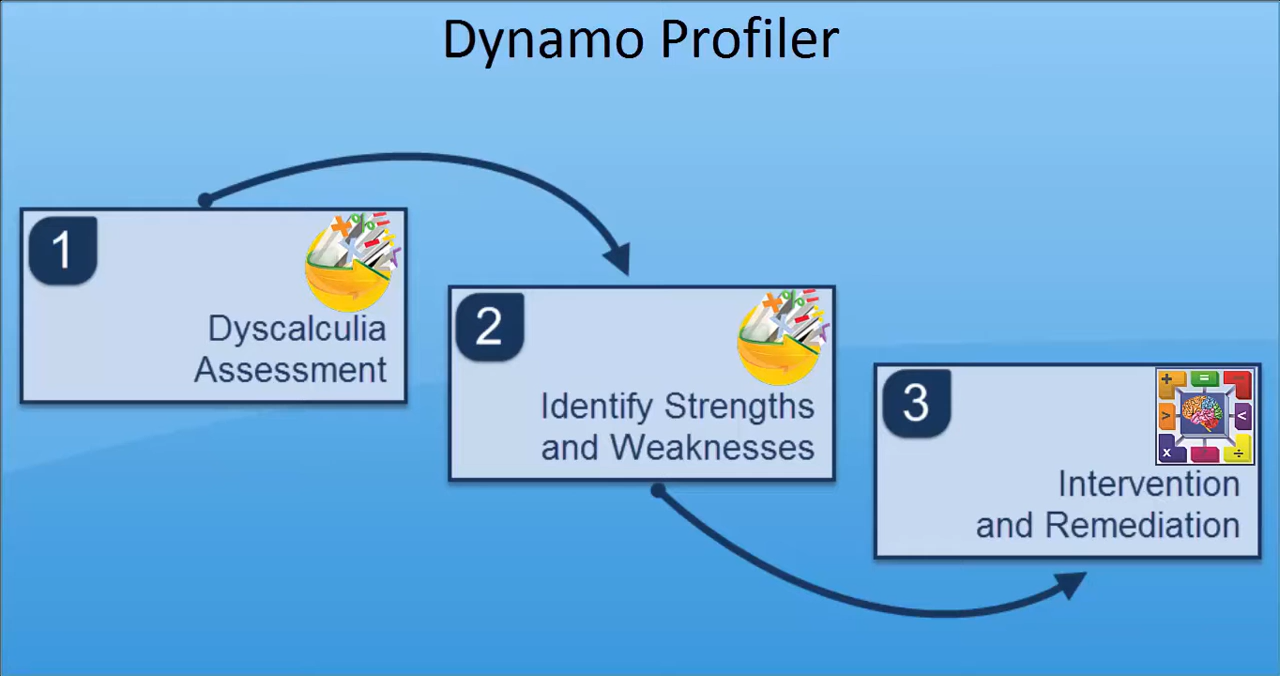 Dynamo Profiler
1
Dyscalculia
Assessment
2
Identify Strengths
and Weaknesses
3
Intervention
and Remediation